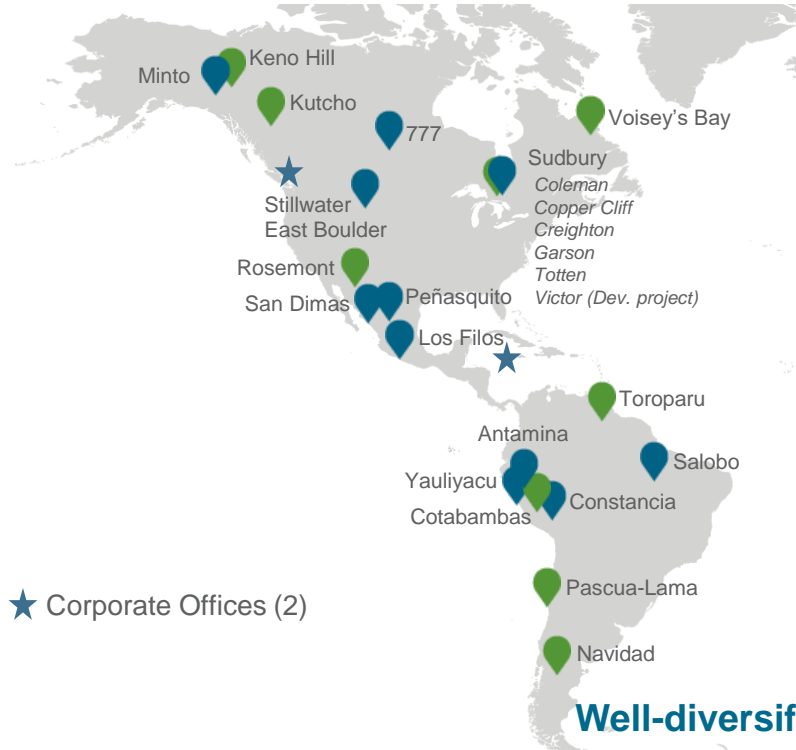 Keno Hill
Minto
Kutcho
Voisey's Bay
777
Sudbury
Coleman
Copper Cliff
Creighton
Garson
Totten
Victor (Dev. project)
Stillwater
East Boulder
Rosemont
San Dimas
Peñasquito
Los Filos
Toroparu
Antamina
Salobo
Yauliyacu
Constancia
Cotabambas
Pascua-Lama
Corporate Offices (2)
Navidad
Well-diversif